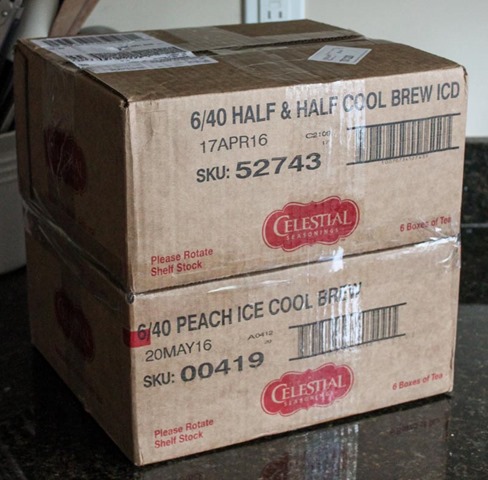 6/40 HALF & HALF COOL BREW ICD
17APR16
SKU: 52743
CELESTIAL
SEASONINGS
Please Rotate
Shelf Stock
6 Boxes of Tea
6/40 PEACH ICE COOL BREW
20MAY16
A0412
SKU: 00419
CELESTIAL
SEASONINGS
Please Rotate
Shelf Stock
6 Boxes of Tea